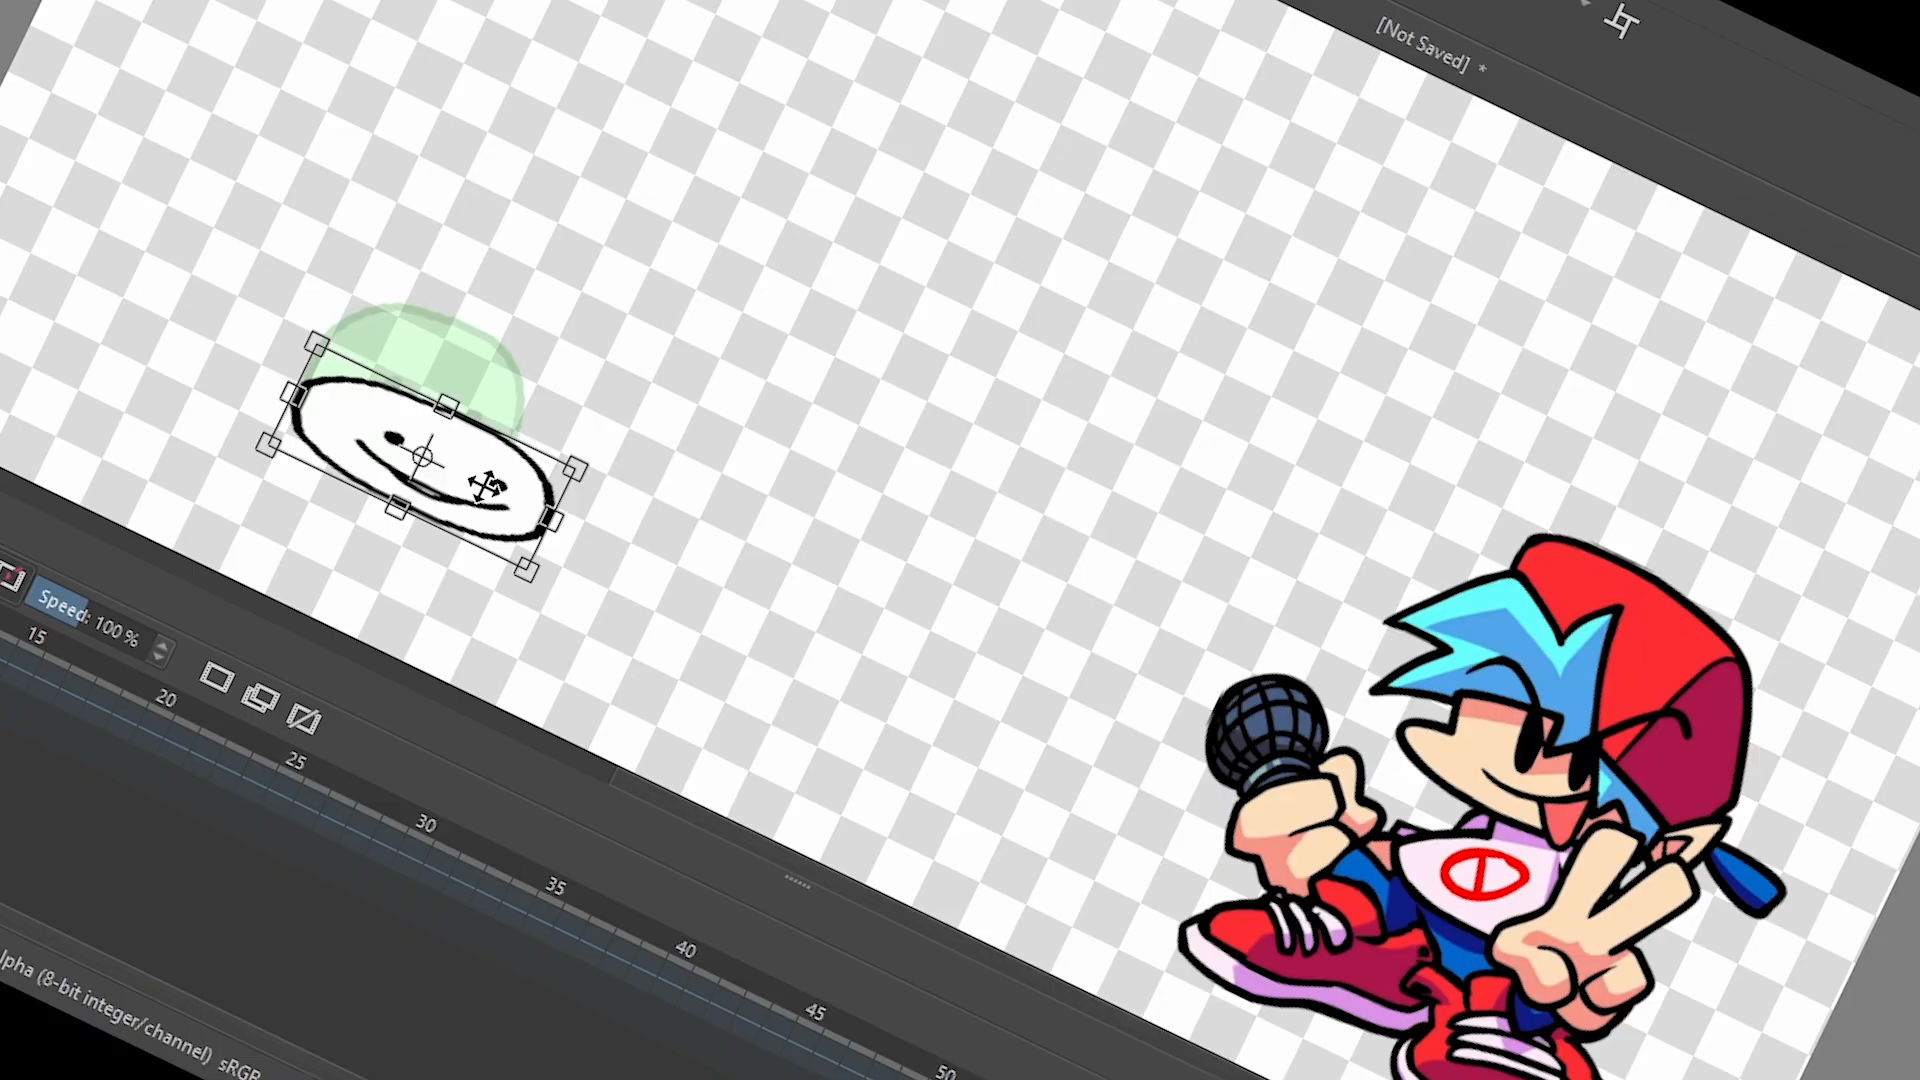 [Not Saved] *
Speed: 100 %
15
20
25
30
35
40
45
50
lpha (8-bit integer/channel) sRGB